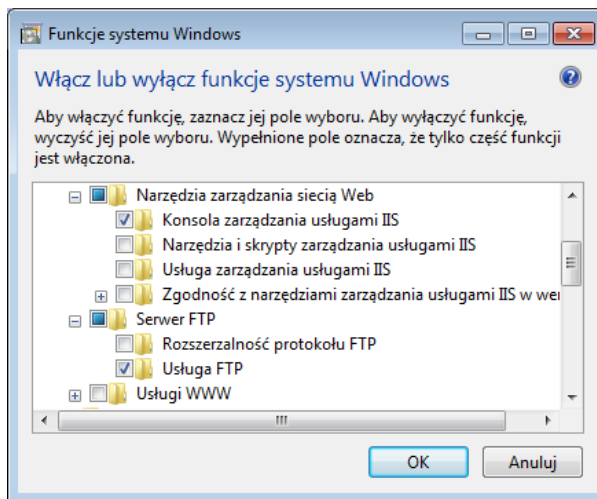 Funkcje systemu Windows
Włącz lub wyłącz funkcje systemu Windows
Aby włączyć funkcję, zaznacz jej pole wyboru. Aby wyłączyć funkcję,
wyczyść jej pole wyboru. Wypełnione pole oznacza, że tylko część funkcji
jest włączona.
Narzędzia zarządzania siecią Web
Konsola zarządzania usługami IIS
Narzędzia i skrypty zarządzania usługami IIS
Usługa zarządzania usługami IIS
Zgodność z narzędziami zarządzania usługami IIS w wer
Serwer FTP
Rozszerzalność protokołu FTP
Usługa FTP
Usługi WWW
OK Anuluj